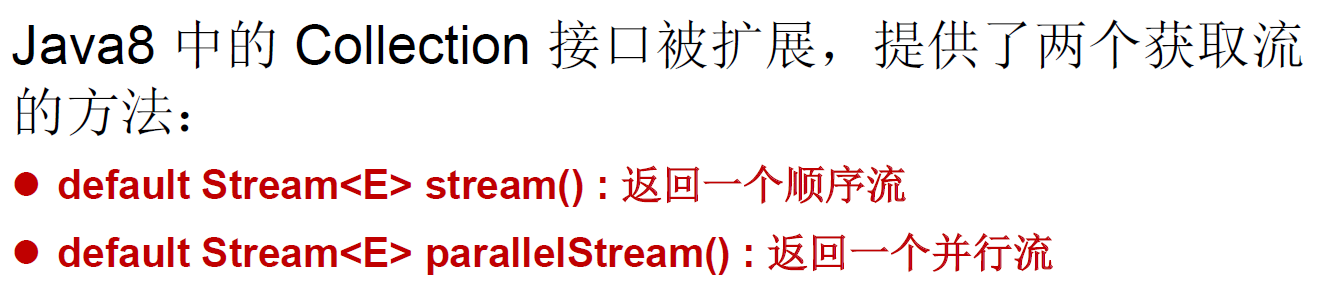 Java8 中的 Collection 接口被扩展，提供了两个获取流
的方法：
● default Stream<E> stream() : 返回一个顺序流
● default Stream<E> parallelStream() : 返回一个并行流